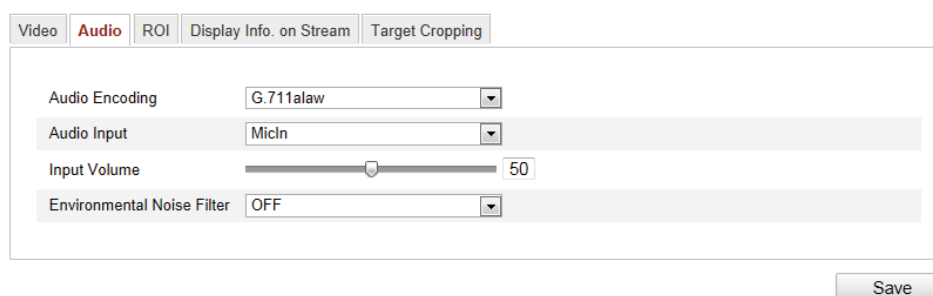 Video Audio ROI Display Info. on Stream Target Cropping
Audio Encoding G.711alaw
Audio Input MicIn
Input Volume 50
Environmental Noise Filter OFF
Save